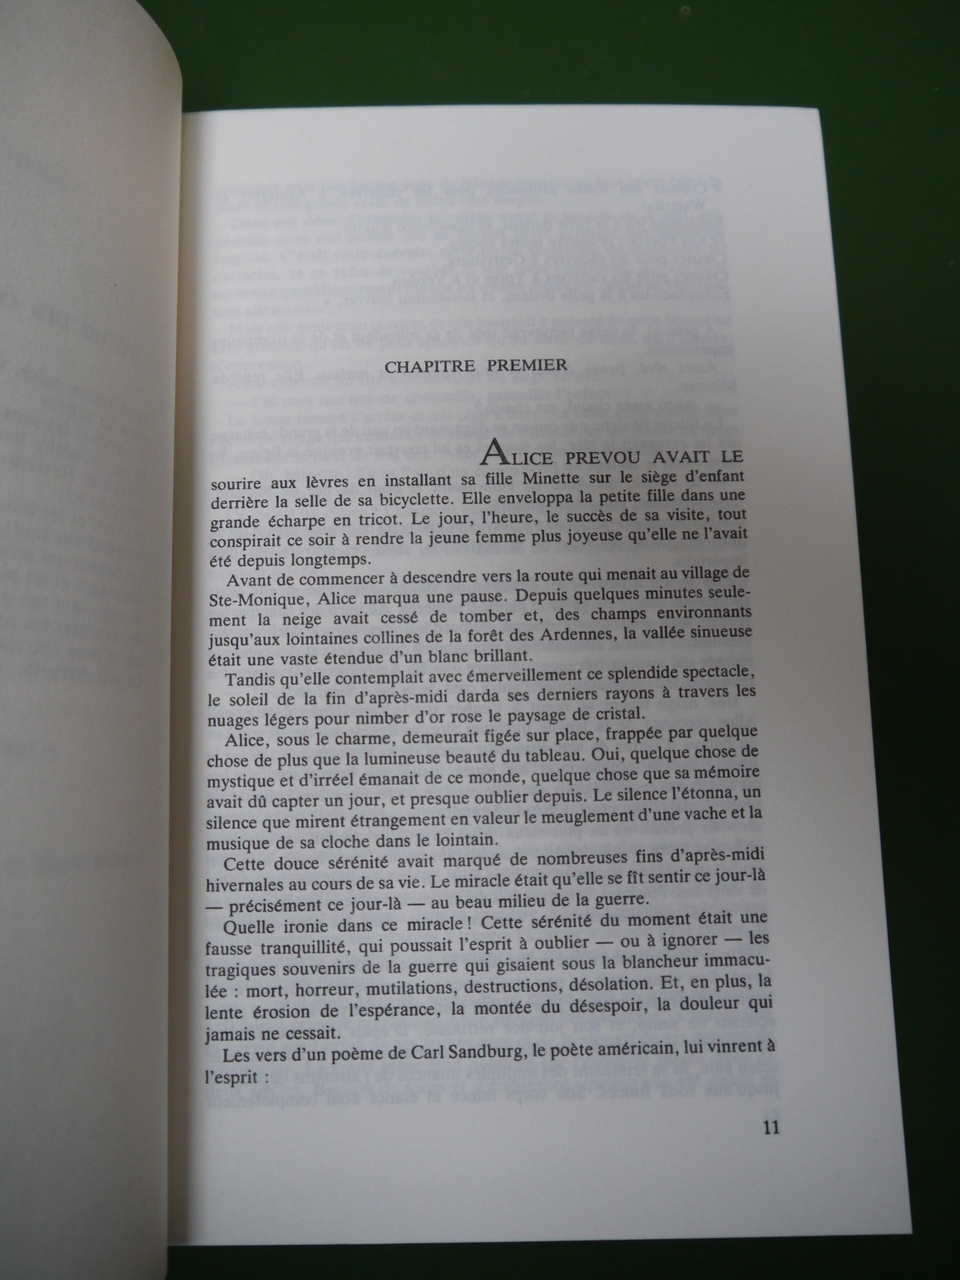 CHAPITRE PREMIER
ALICE PREVOU AVAIT LE
sourire aux lèvres en installant sa fille Minette sur le siège d'enfant
derrière la selle de sa bicyclette. Elle enveloppa la petite fille dans une
grande écharpe en tricot. Le jour, l'heure, le succès de sa visite, tout
conspirait ce soir à rendre la jeune femme plus joyeuse qu'elle ne l'avait
été depuis longtemps.
Avant de commencer à descendre vers la route qui menait au village de
Ste-Monique, Alice marqua une pause. Depuis quelques minutes seule-
ment la neige avait cessé de tomber et, des champs environnants
jusqu'aux lointaines collines de la forêt des Ardennes, la vallée sinueuse
était une vaste étendue d'un blanc brillant.
Tandis qu'elle contemplait avec émerveillement ce splendide spectacle,
le soleil de la fin d'après-midi darda ses derniers rayons à travers les
nuages légers pour nimber d'or rose le paysage de cristal.
Alice, sous le charme, demeurait figée sur place, frappée par quelque
chose de plus que la lumineuse beauté du tableau. Oui, quelque chose de
mystique et d'irréel émanait de ce monde, quelque chose que sa mémoire
avait dû capter un jour, et presque oublier depuis. Le silence l'étonna, un
silence que mirent étrangement en valeur le meuglement d'une vache et la
musique de sa cloche dans le lointain.
Cette douce sérénité avait marqué de nombreuses fins d'après-midi
hivernales au cours de sa vie. Le miracle était qu'elle se fît sentir ce jour-là
— précisément ce jour-là — au beau milieu de la guerre.
Quelle ironie dans ce miracle ! Cette sérénité du moment était une
fausse tranquillité, qui poussait l'esprit à oublier — ou à ignorer — les
tragiques souvenirs de la guerre qui gisaient sous la blancheur immacu-
lée : mort, horreur, mutilations, destructions, désolation. Et, en plus, la
lente érosion de l'espérance, la montée du désespoir, la douleur qui
jamais ne cessait.
Les vers d'un poème de Carl Sandburg, le poète américain, lui vinrent à
l'esprit :
11